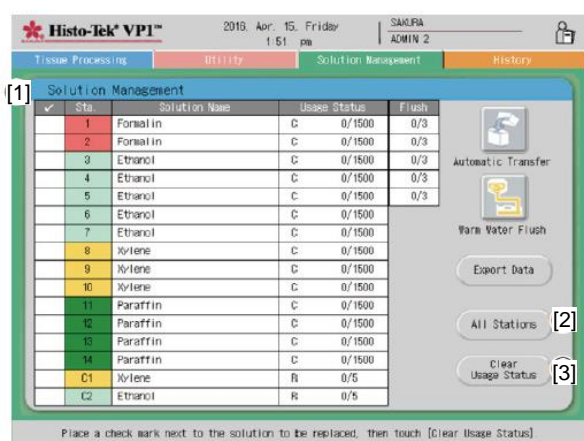 Histo-Tek® VP1™
2016. Apr. 15. Friday
1:51 pm
SAKURA
ADMIN 2
Tissue Processing Utility Solution Management History
[1] Solution Management
✓ Sta. Solution Name Usage Status Flush
1 Formalin C 0/1500 0/3
2 Formalin C 0/1500 0/3
3 Ethanol C 0/1500 0/3
4 Ethanol C 0/1500 0/3
5 Ethanol C 0/1500 0/3
6 Ethanol C 0/1500
7 Ethanol C 0/1500
8 Xylene C 0/1500
9 Xylene C 0/1500
10 Xylene C 0/1500
11 Paraffin C 0/1500
12 Paraffin C 0/1500
13 Paraffin C 0/1500
14 Paraffin C 0/1500
C1 Xylene R 0/5
C2 Ethanol R 0/5
Automatic Transfer
Warm Water Flush
Export Data
All Stations [2]
Clear
Usage Status [3]
Place a check mark next to the solution to be replaced, then touch [Clear Usage Status]